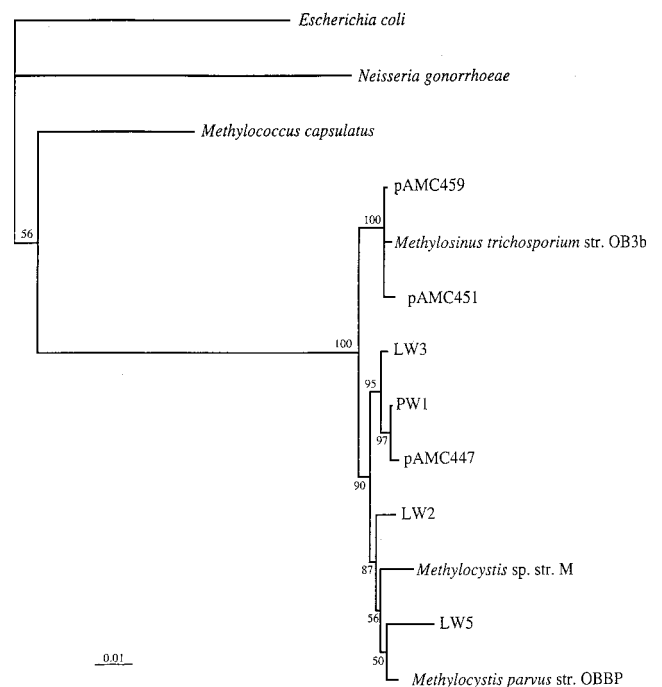 Escherichia coli
Neisseria gonorrhoeae
Methylococcus capsulatus
pAMC459
100
56
Methylosinus trichosporium str. OB3b
pAMC451
100
LW3
95
PW1
97
pAMC447
90
LW2
87
Methylocystis sp. str. M
56
LW5
0.01
50
Methylocystis parvus str. OBBP